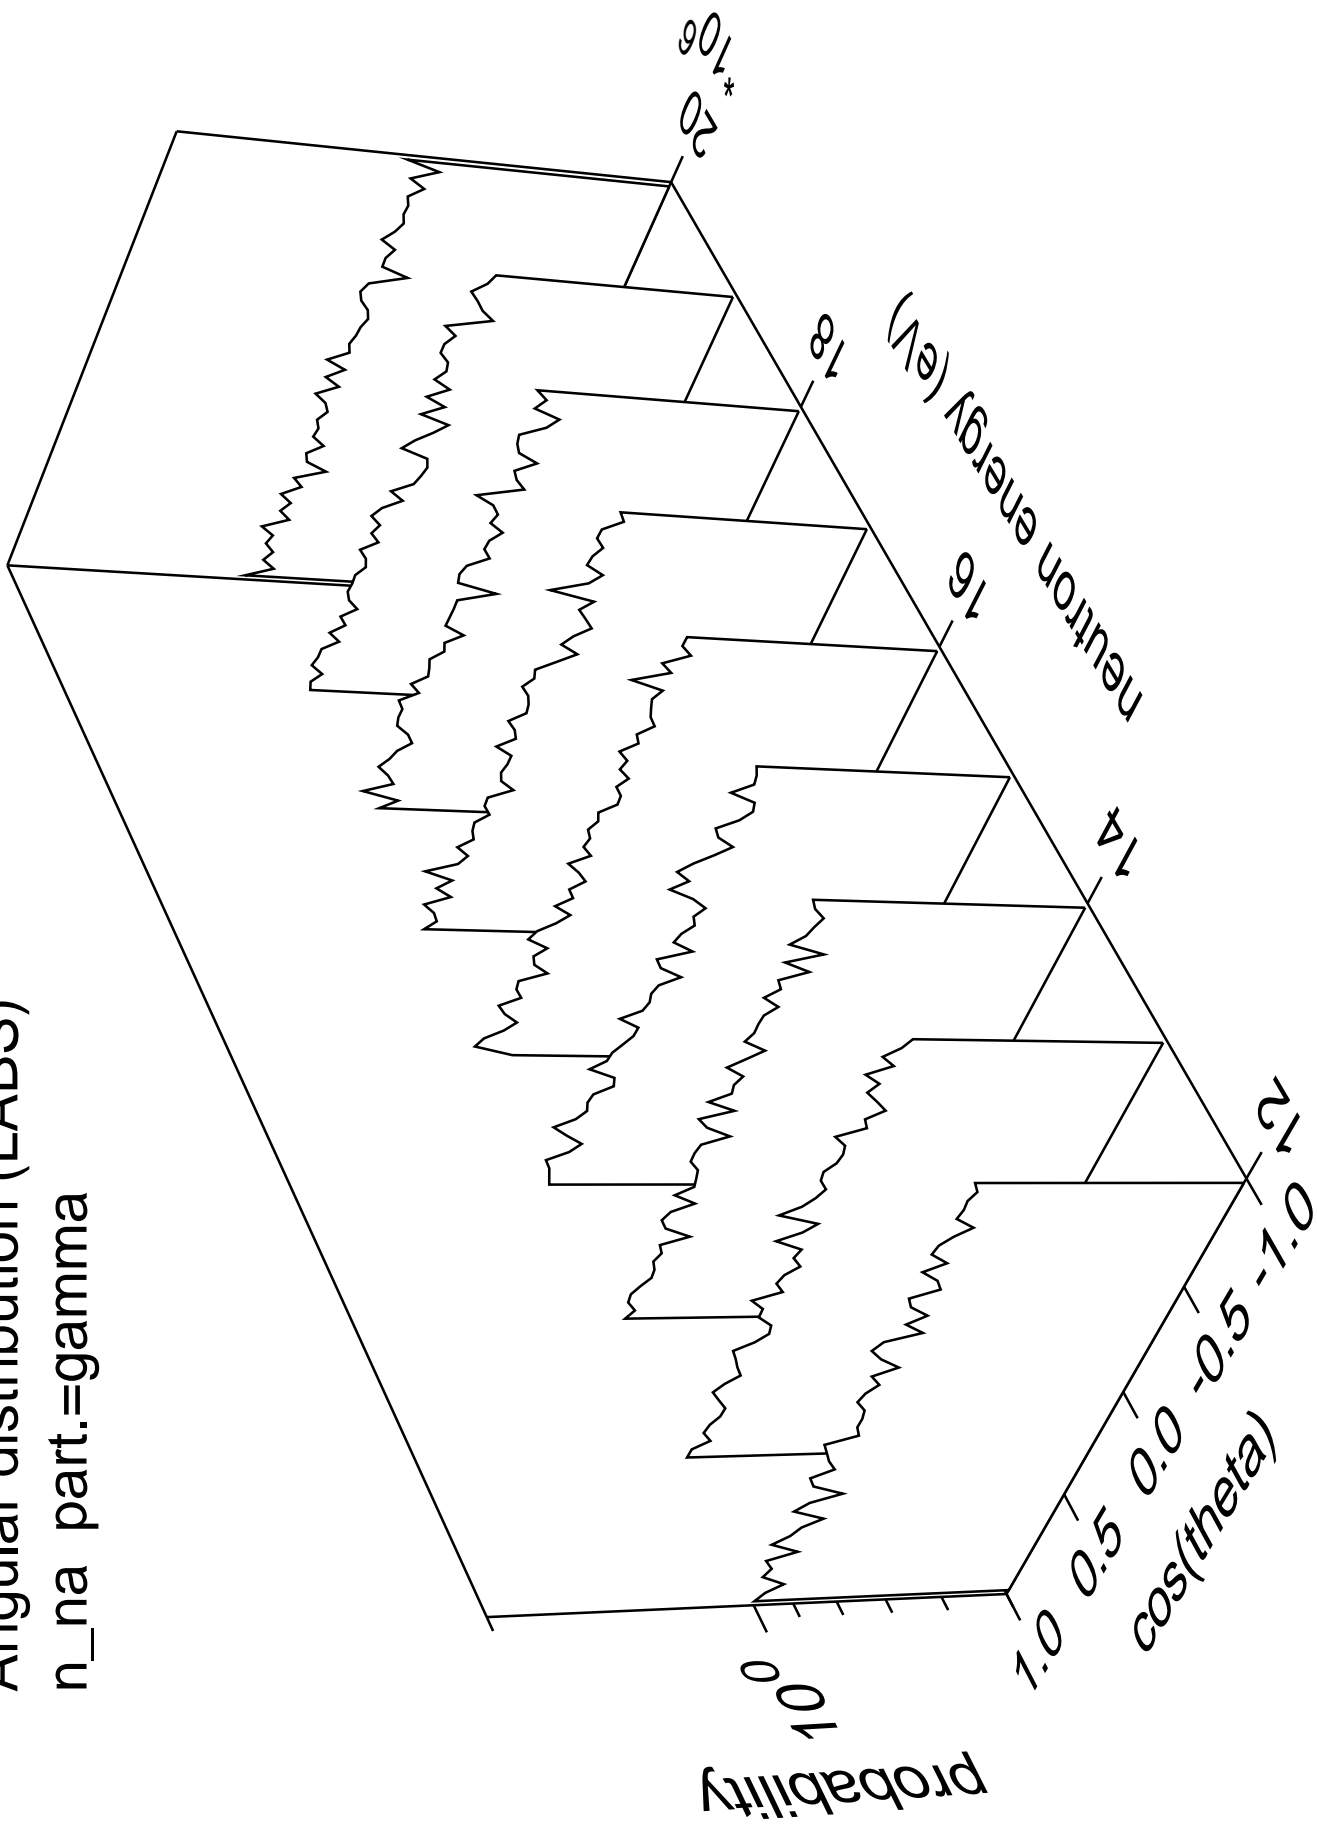 Angular distribution (LABS)
n_na part.=gamma
probability
10 0
1.0 0.5 0.0 -0.5 -1.0
cos(theta)
12 14 16 18 20
* 10 6
neutron energy (eV)